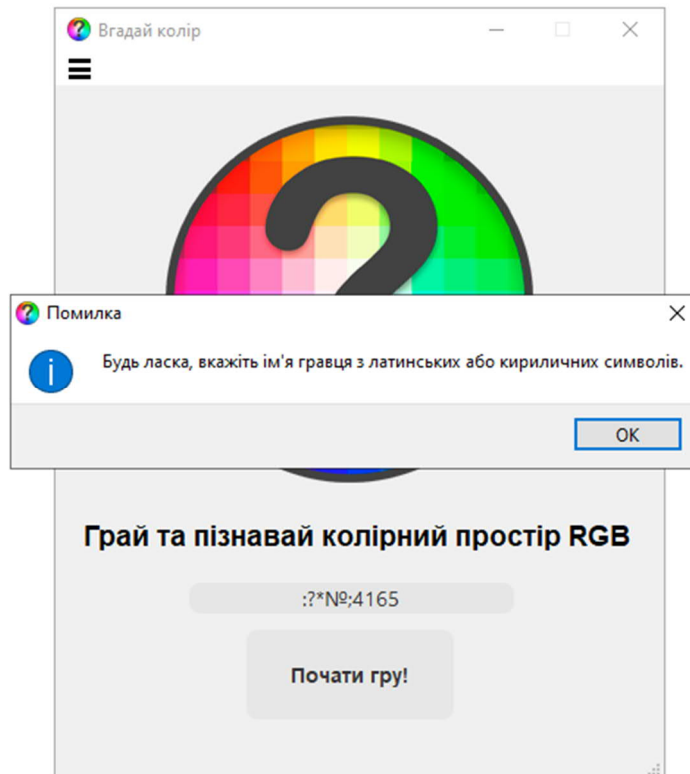 Вгадай колір
Помилка
Будь ласка, вкажіть ім'я гравця з латинських або кириличних символів.
OK
Грай та пізнавай колірний простір RGB
:?*№;4165
Почати гру!